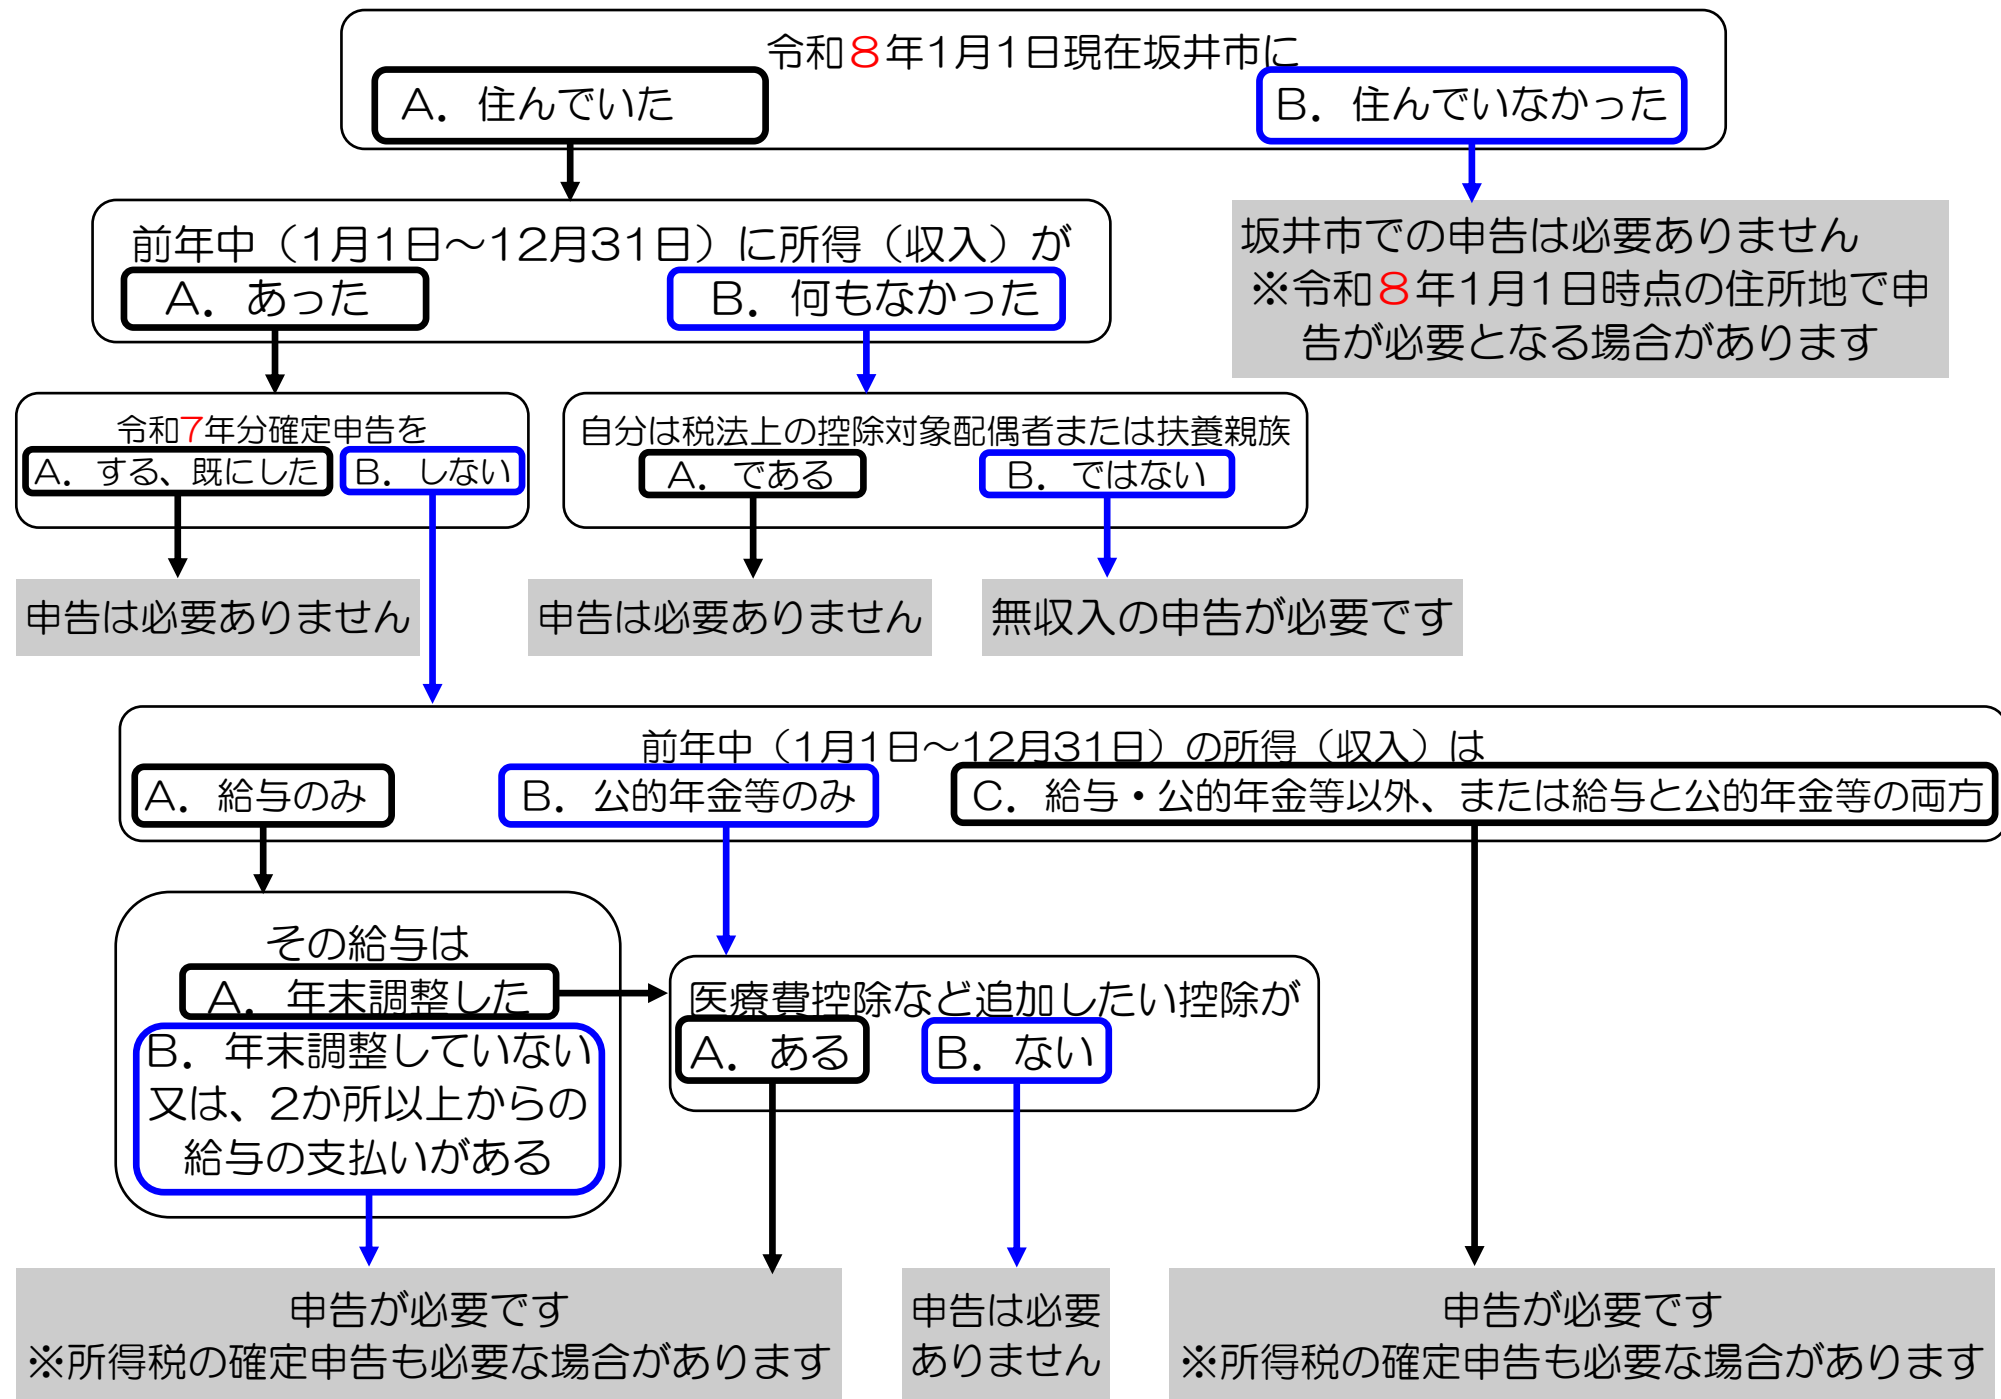 令和8年1月1日現在坂井市に
A．住んでいた
B．住んでいなかった
前年中（1月1日～12月31日）に所得（収入）が
A．あった
B．何もなかった
坂井市での申告は必要ありません
※令和8年1月1日時点の住所地で申
告が必要となる場合があります
令和7年分確定申告を
A．する、既にした
B．しない
自分は税法上の控除対象配偶者または扶養親族
A．である
B．ではない
申告は必要ありません
申告は必要ありません
無収入の申告が必要です
前年中（1月1日～12月31日）の所得（収入）は
A．給与のみ
B．公的年金等のみ
C．給与・公的年金等以外、または給与と公的年金等の両方
その給与は
A．年末調整した
B．年末調整していない
又は、2か所以上からの
給与の支払いがある
医療費控除など追加したい控除が
A．ある
B．ない
申告が必要です
※所得税の確定申告も必要な場合があります
申告は必要
ありません
申告が必要です
※所得税の確定申告も必要な場合があります